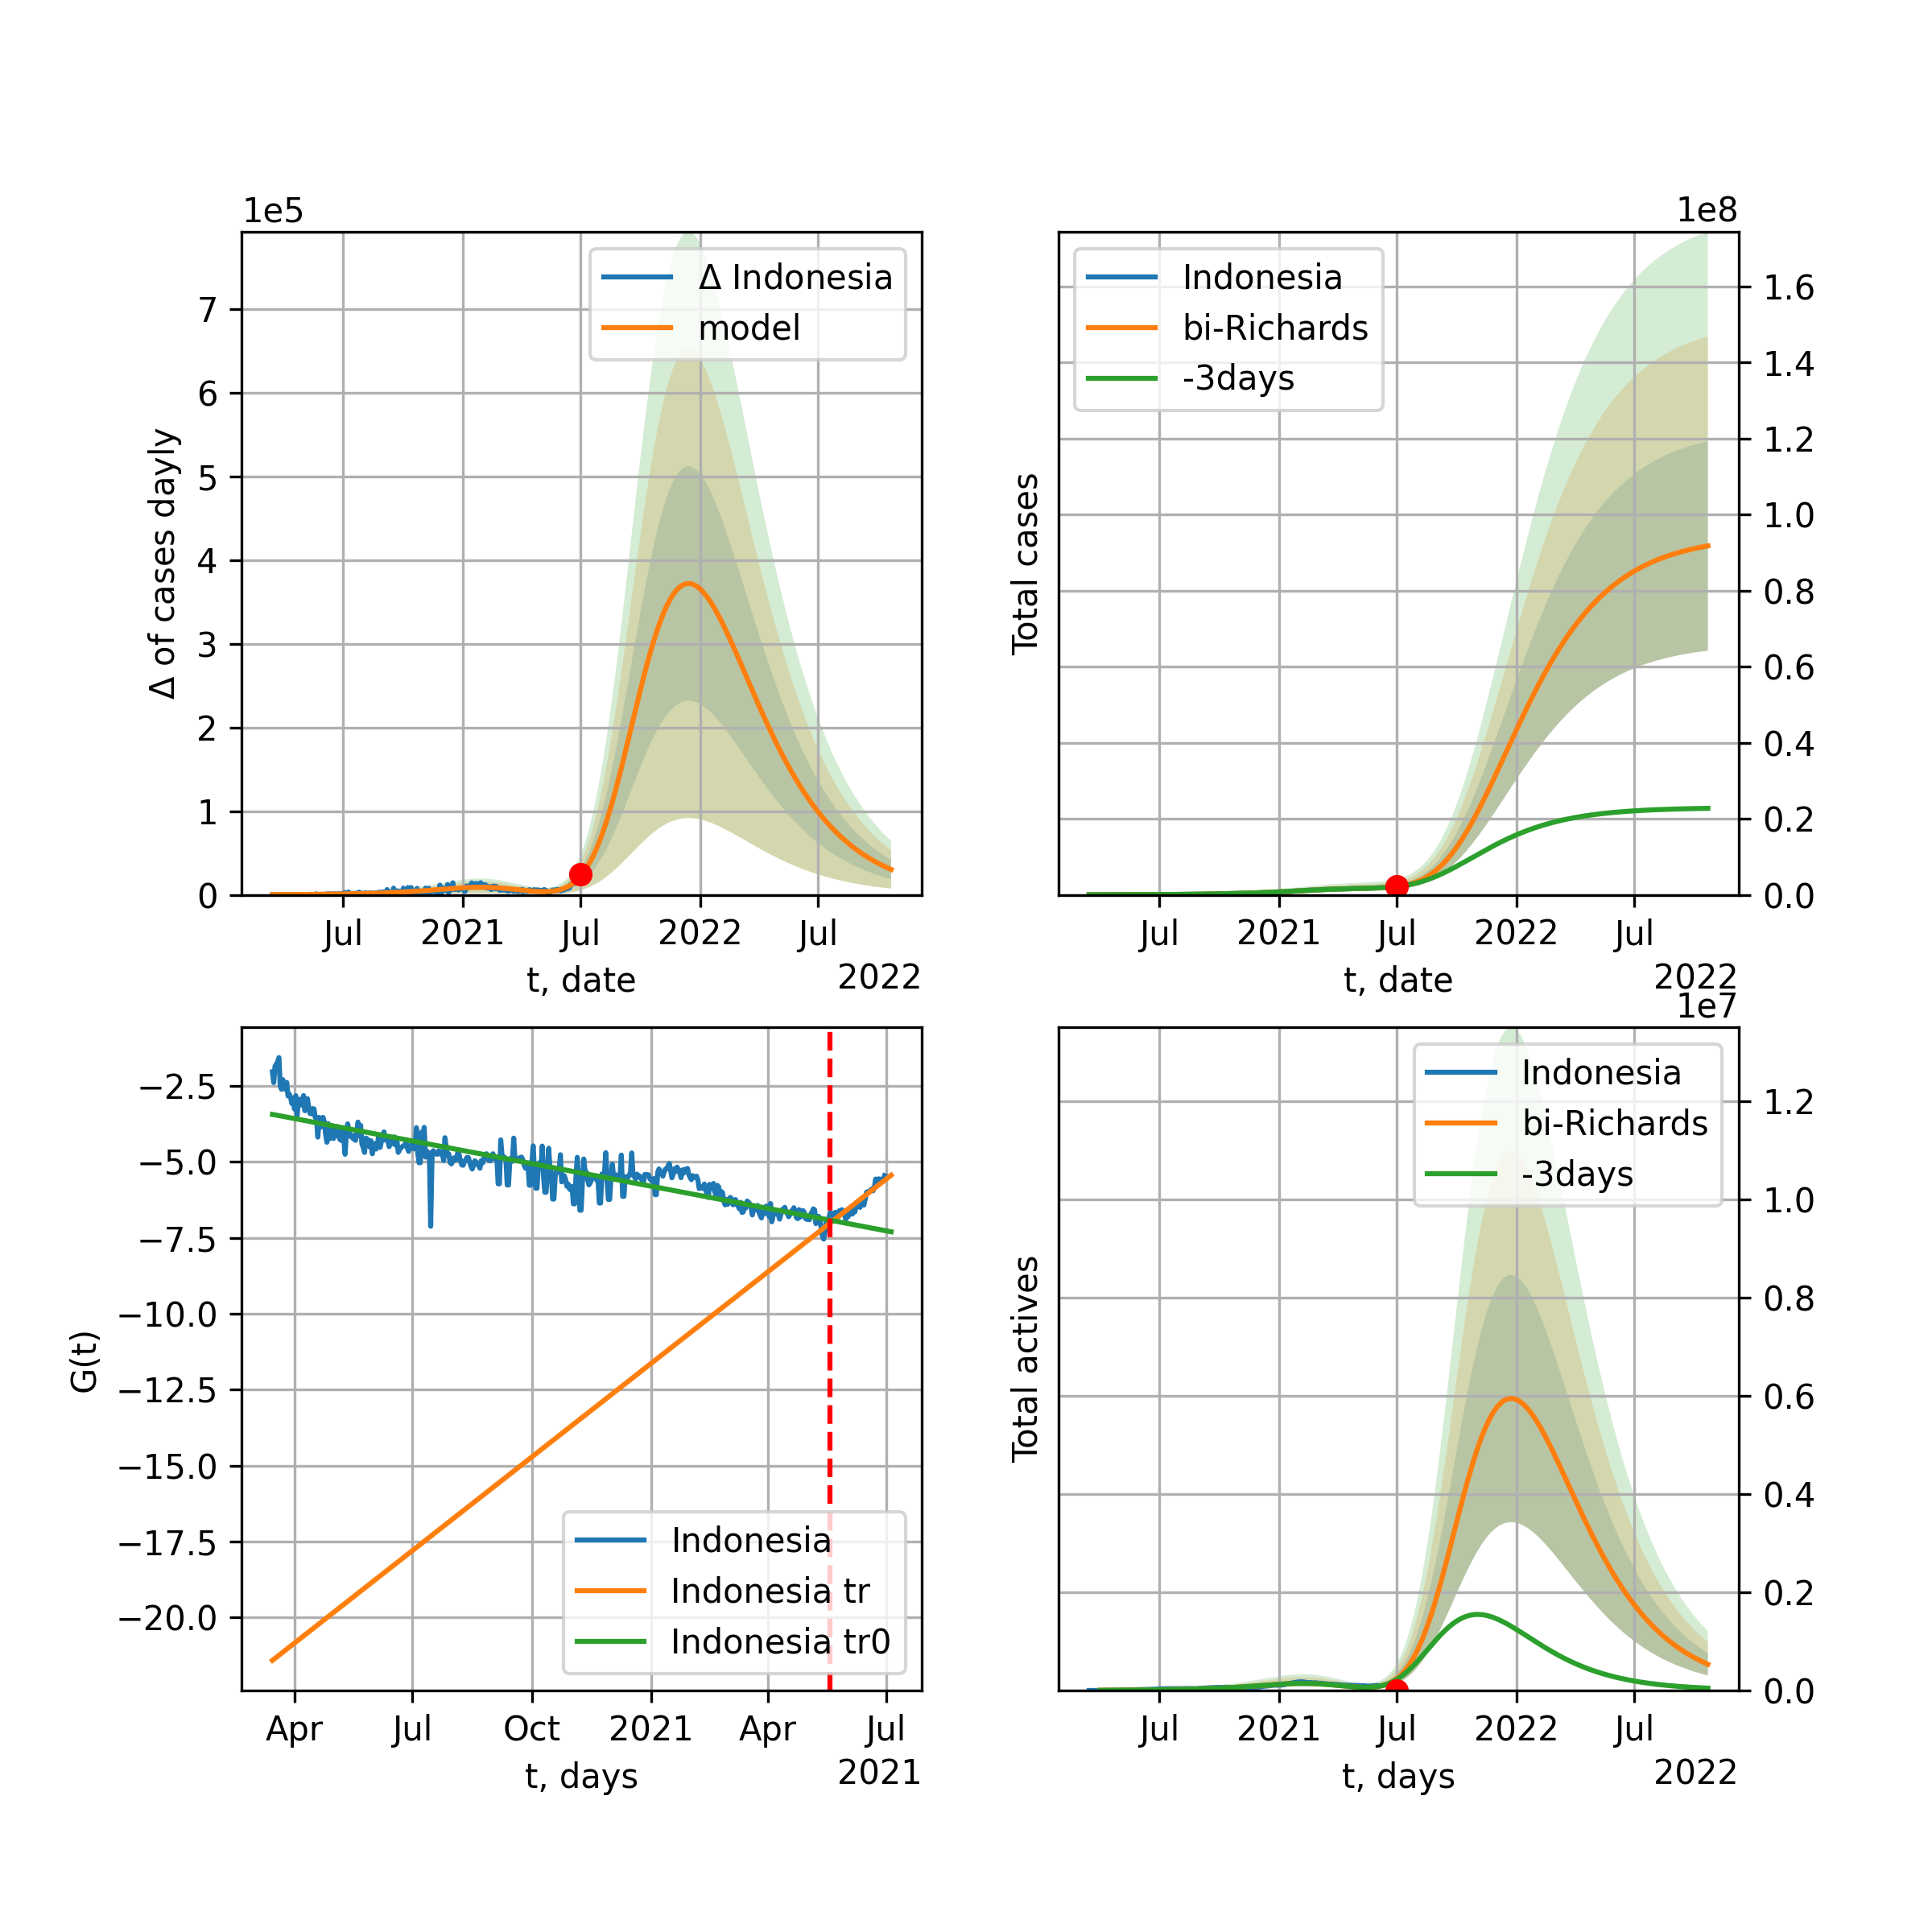 1e5
Δ Indonesia
model
7
6
5
4
3
2
1
0
Δ of cases dayly
Jul 2021 Jul 2022 Jul
t, date
2022
1e8
Indonesia
bi-Richards
-3days
1.6
1.4
1.2
1.0
0.8
0.6
0.4
0.2
0.0
Total cases
Jul 2021 Jul 2022 Jul
t, date
2022
−2.5
−5.0
−7.5
−10.0
−12.5
−15.0
−17.5
−20.0
G(t)
Indonesia
Indonesia tr
Indonesia tr0
Apr Jul Oct 2021 Apr Jul
t, days
2021
1e7
Indonesia
bi-Richards
-3days
1.2
1.0
0.8
0.6
0.4
0.2
0.0
Total actives
Jul 2021 Jul 2022 Jul
t, days
2022